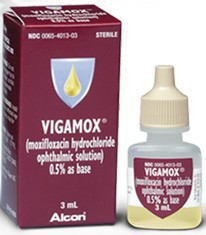 NDC 0065-4013-03 STERILE
VIGAMOX®
(moxifloxacin hydrochloride
ophthalmic solution)
0.5% as base
3 mL
Alcon®
NDC 0065-4013-03
VIGAMOX®
(moxifloxacin hydrochloride
ophthalmic solution)
0.5% as base
3 mL